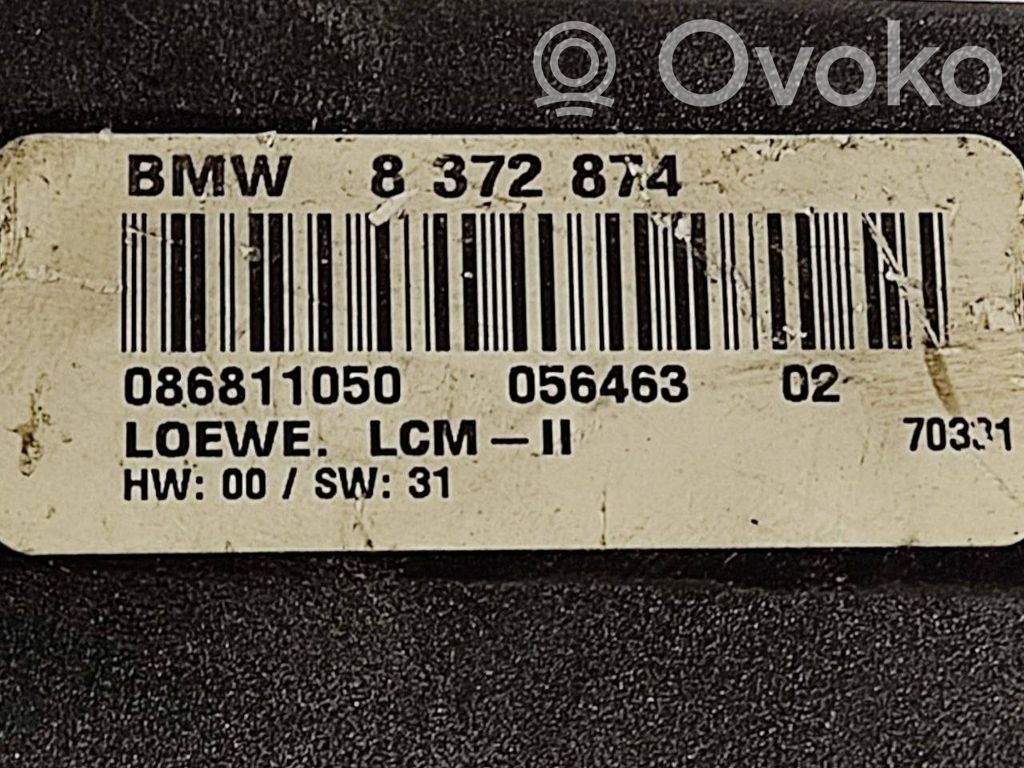 Ovoko
BMW 8 372 874
086811050 056463 02
LOEWE. LCM-II
HW: 00 / SW: 31